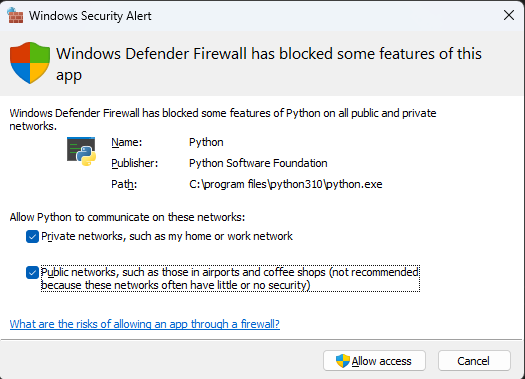 Windows Security Alert
Windows Defender Firewall has blocked some features of this
app
Windows Defender Firewall has blocked some features of Python on all public and private
networks.
Name: Python
Publisher: Python Software Foundation
Path: C:\program files\python310\python.exe
Allow Python to communicate on these networks:
Private networks, such as my home or work network
Public networks, such as those in airports and coffee shops (not recommended
because these networks often have little or no security)
What are the risks of allowing an app through a firewall?
Allow access Cancel